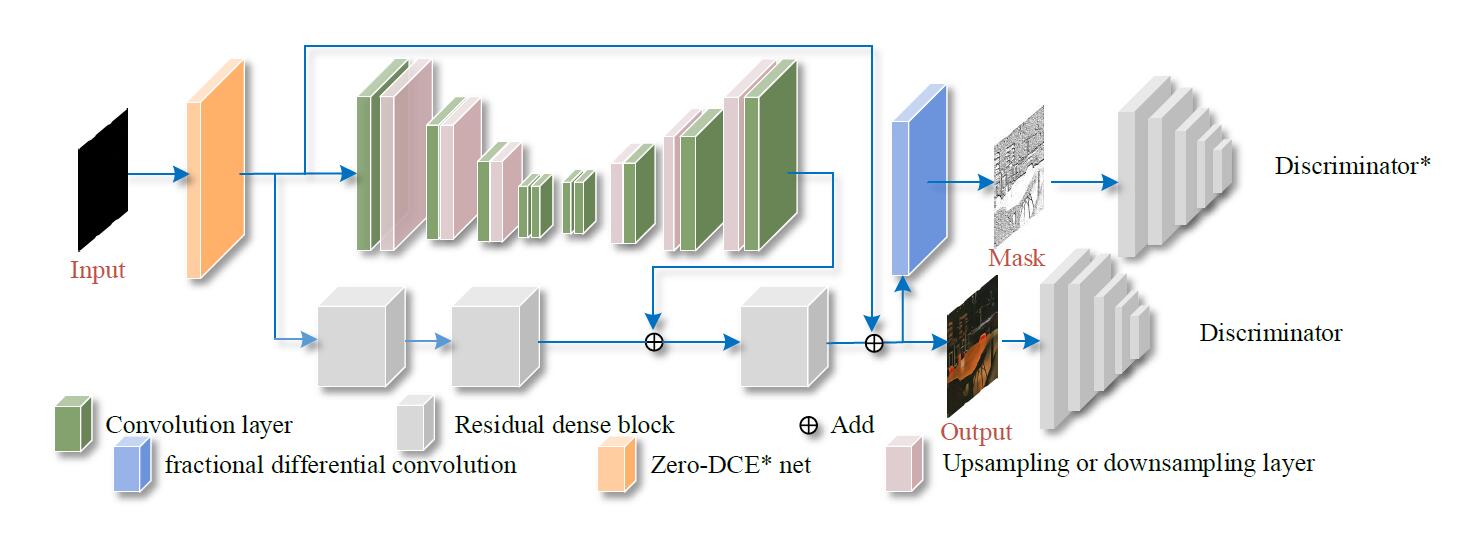 Discriminator*
Input
Mask
Discriminator
Convolution layer
Residual dense block
⊕ Add
Output
fractional differential convolution
Zero-DCE* net
Upsampling or downsampling layer